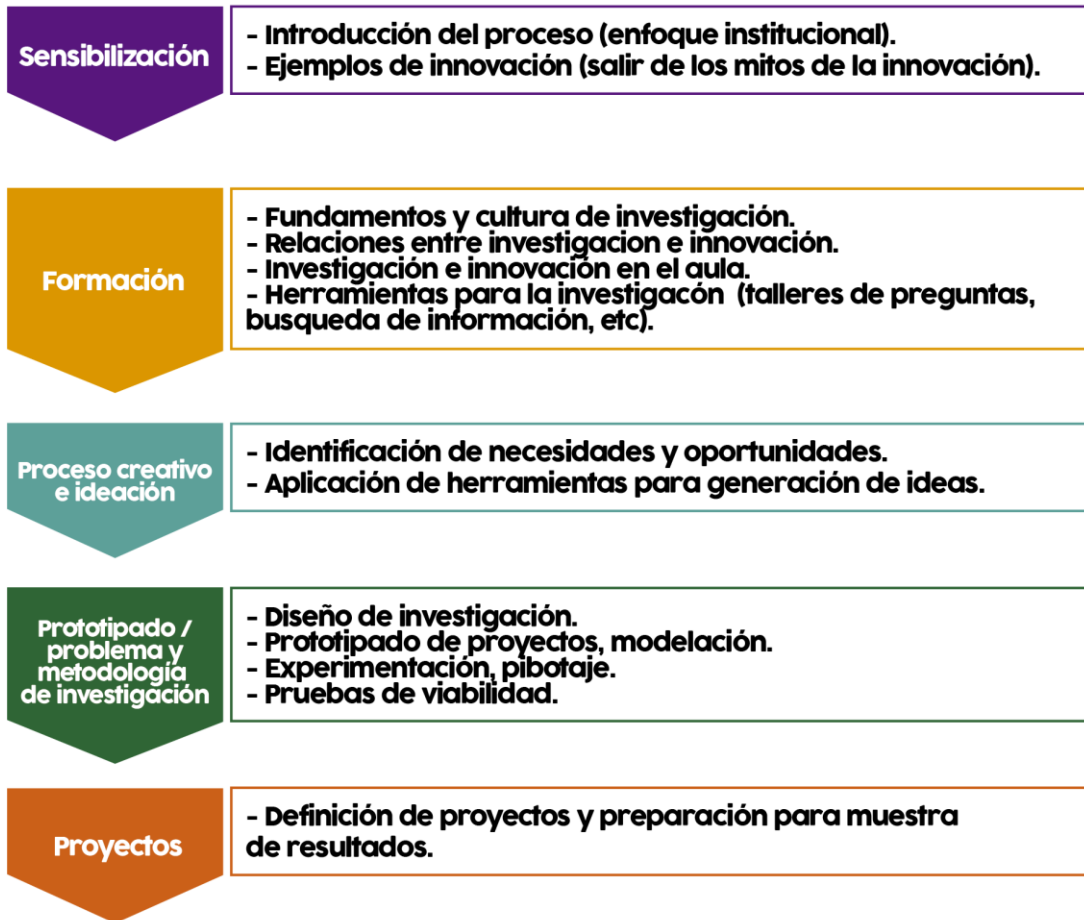 Sensibilización
- Introducción del proceso (enfoque institucional).
- Ejemplos de innovación (salir de los mitos de la innovación).
Formación
- Fundamentos y cultura de investigación.
- Relaciones entre investigacion e innovación.
- Investigación e innovación en el aula.
- Herramientas para la investigacón (talleres de preguntas,
busqueda de información, etc).
Proceso creativo
e ideación
- Identificación de necesidades y oportunidades.
- Aplicación de herramientas para generación de ideas.
Prototipado /
problema y
metodología
de investigación
- Diseño de investigación.
- Prototipado de proyectos, modelación.
- Experimentación, pibotaje.
- Pruebas de viabilidad.
Proyectos
- Definición de proyectos y preparación para muestra
de resultados.